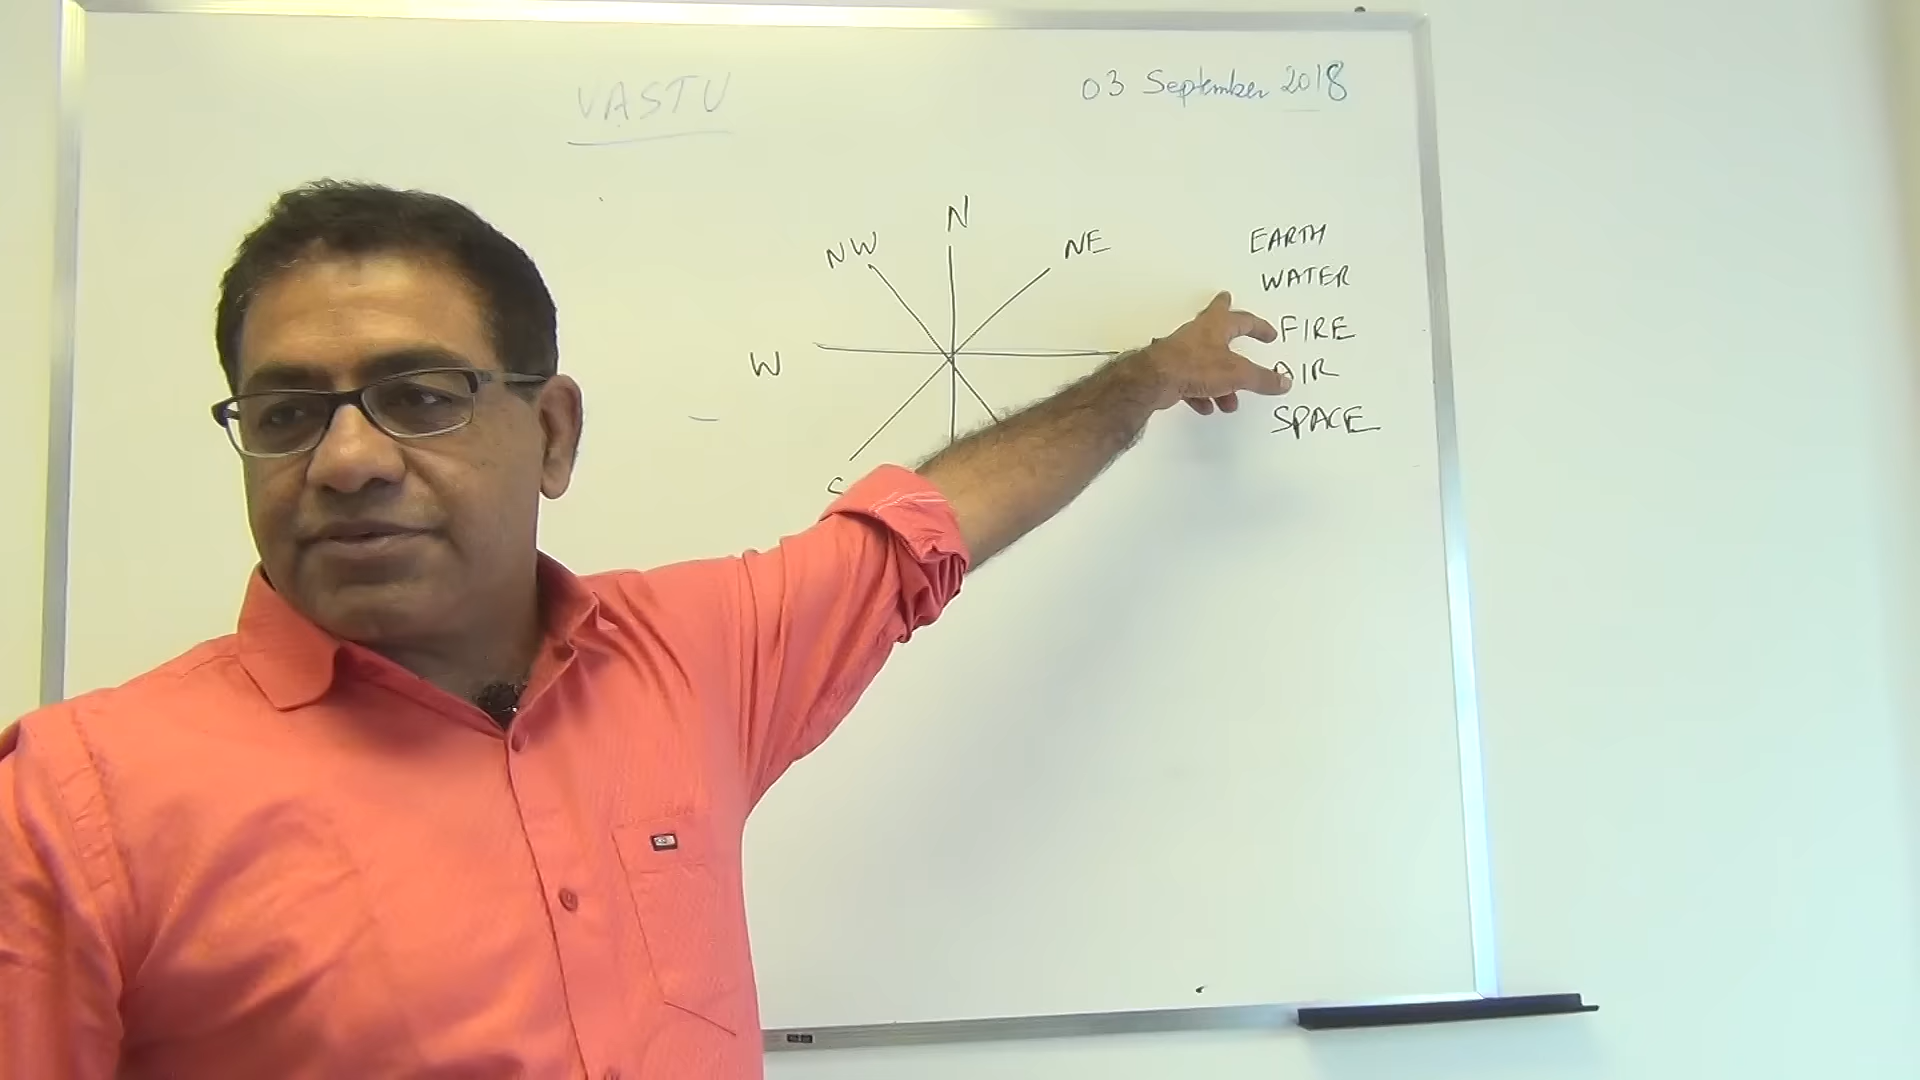 VASTU
03 September 2018
N
NW
NE
W
S
EARTH
WATER
FIRE
AIR
SPACE